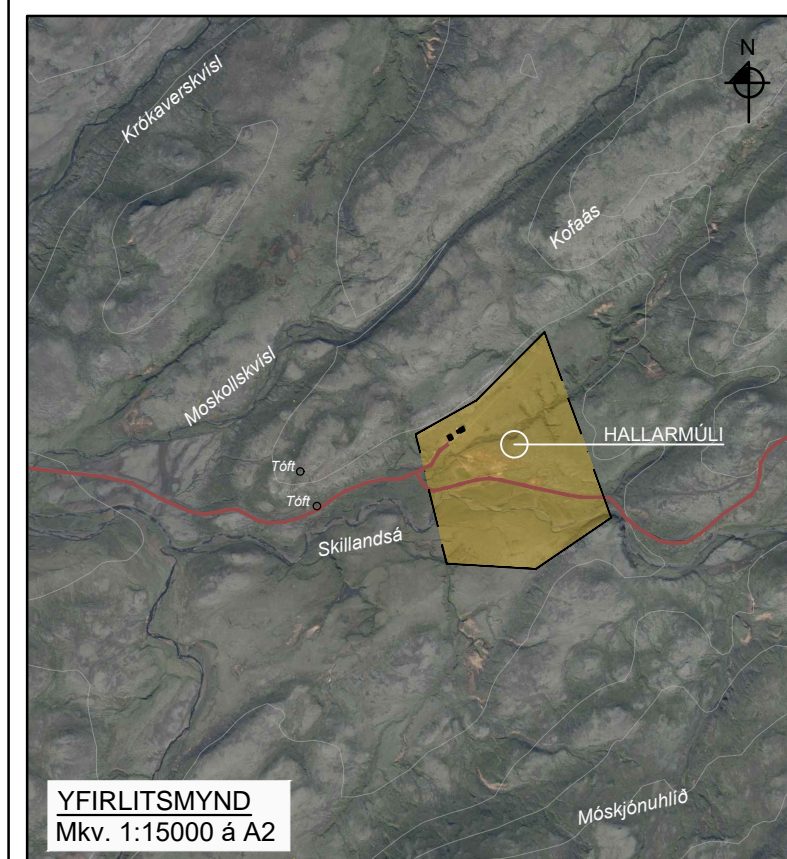 N
Krókaverskvísl
Kofaás
Moskollskvísl
HALLARMÚLI
Tóft
Tóft
Skillandsá
Móskjónuhlíð
YFIRLITSMYND
Mkv. 1:15000 á A2